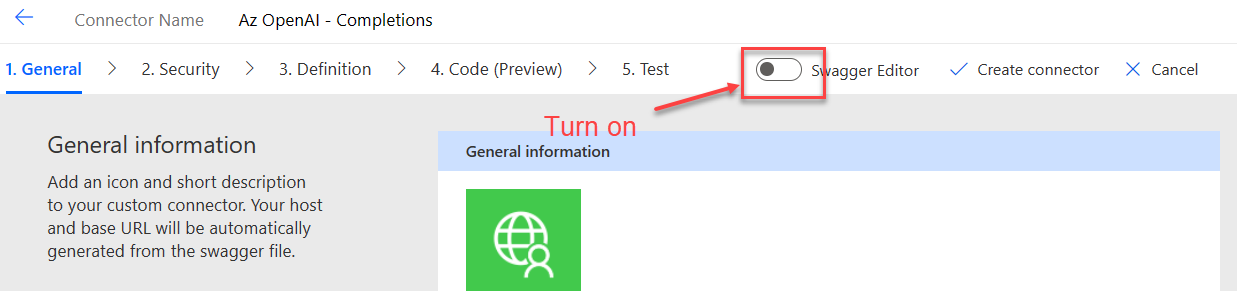 Connector Name Az OpenAI - Completions
1. General 2. Security 3. Definition 4. Code (Preview) 5. Test Swagger Editor Create connector Cancel
Turn on
General information
Add an icon and short description
to your custom connector. Your host
and base URL will be automatically
generated from the swagger file.
General information